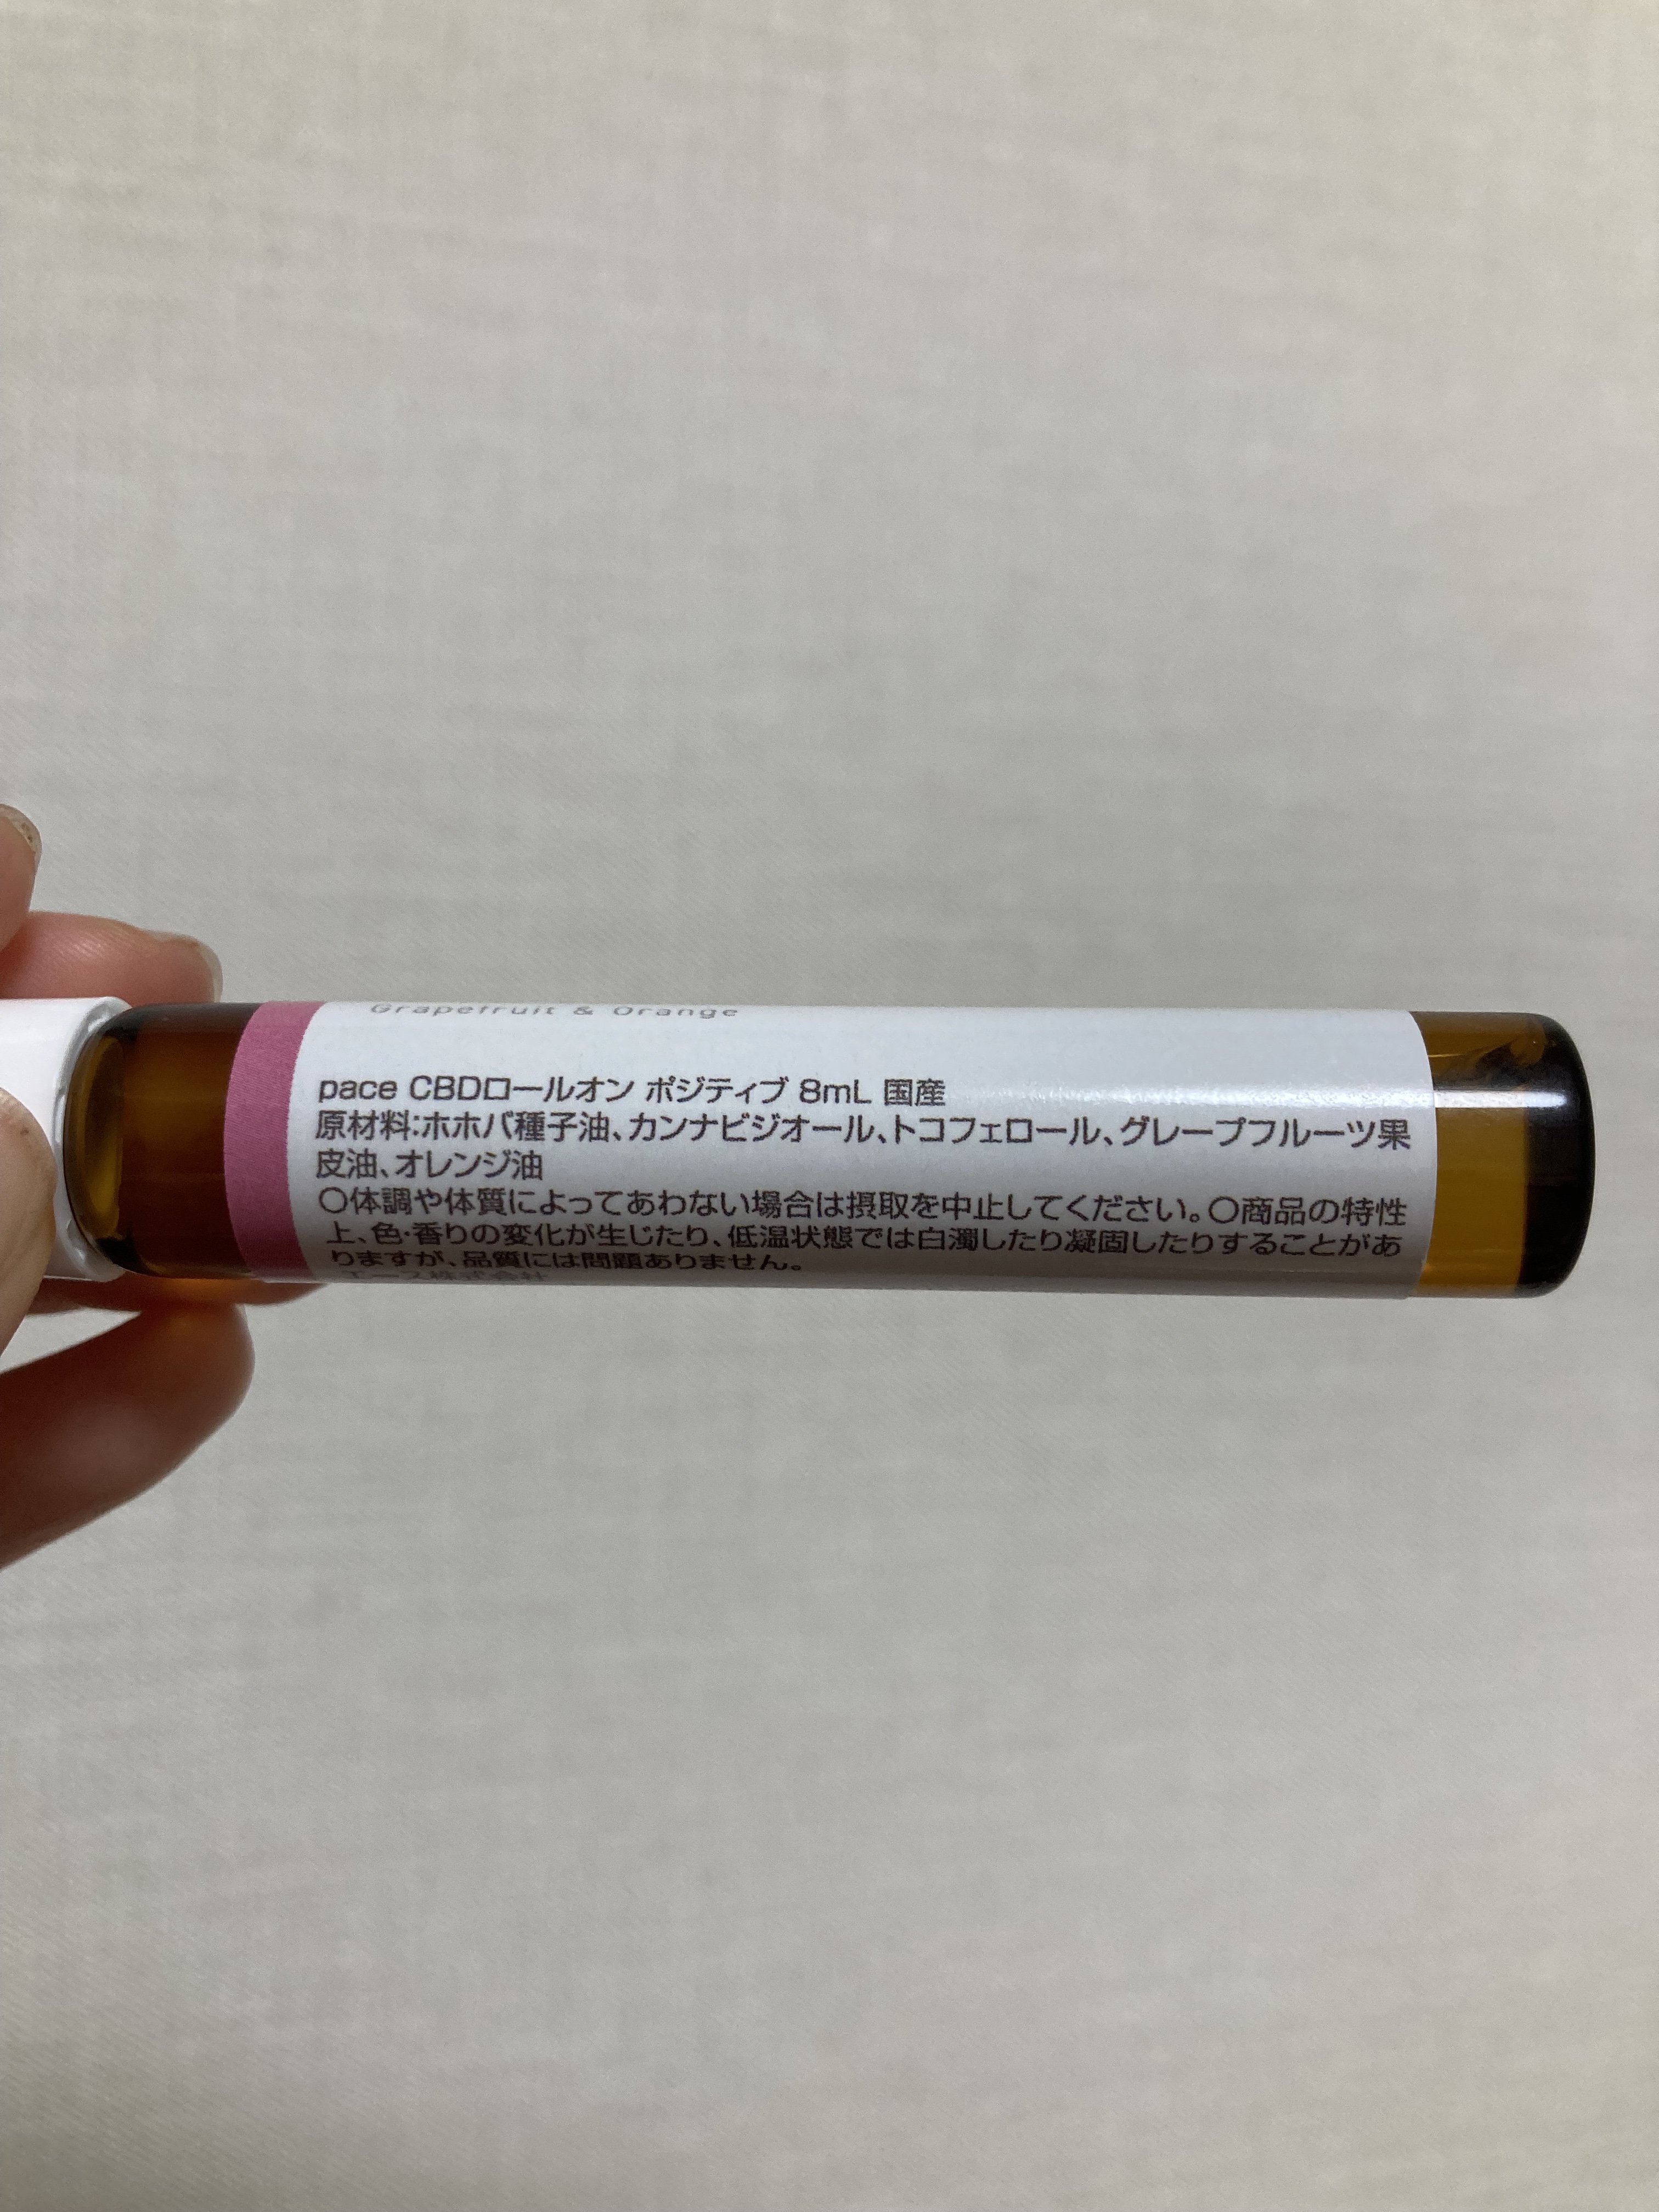 Grapefruit & Orange
pace CBDロールオン ポジティブ 8mL 国産
原材料:ホホバ種子油、カンナビジオール、トコフェロール、グレープフルーツ果
皮油、オレンジ油
○体調や体質によってあわない場合は摂取を中止してください。○商品の特性
上、色・香りの変化が生じたり、低温状態では白濁したり凝固したりすることがあ
りますが、品質には問題ありません。
エース株式会社